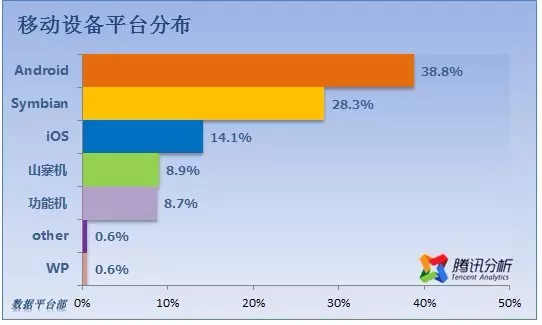 移动设备平台分布
Android 38.8%
Symbian 28.3%
iOS 14.1%
山寨机 8.9%
功能机 8.7%
other 0.6%
WP 0.6%
腾讯分析
Tencent Analytics
数据平台部
0% 10% 20% 30% 40% 50%